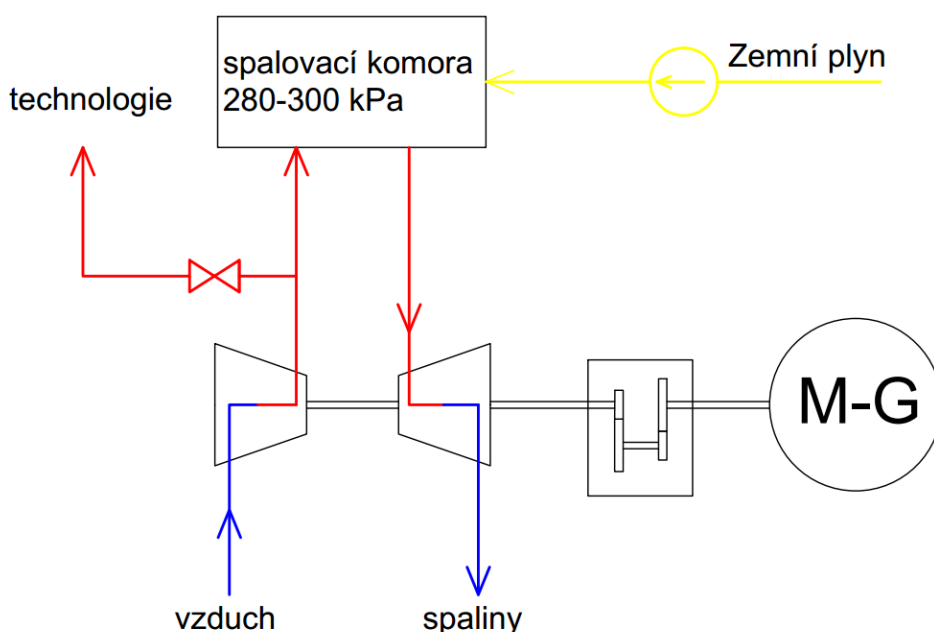 Zemní plyn
spalovací komora
280-300 kPa
technologie
M-G
vzduch
spaliny